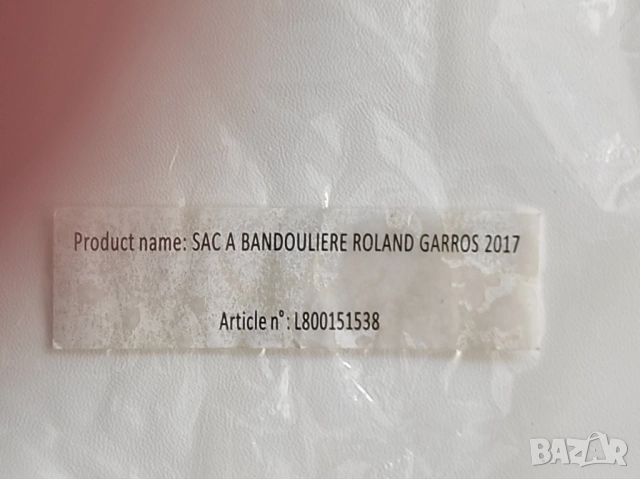 Product name: SAC A BANDOULIERE ROLAND GARROS 2017
Article n°: L800151538
BAZAR